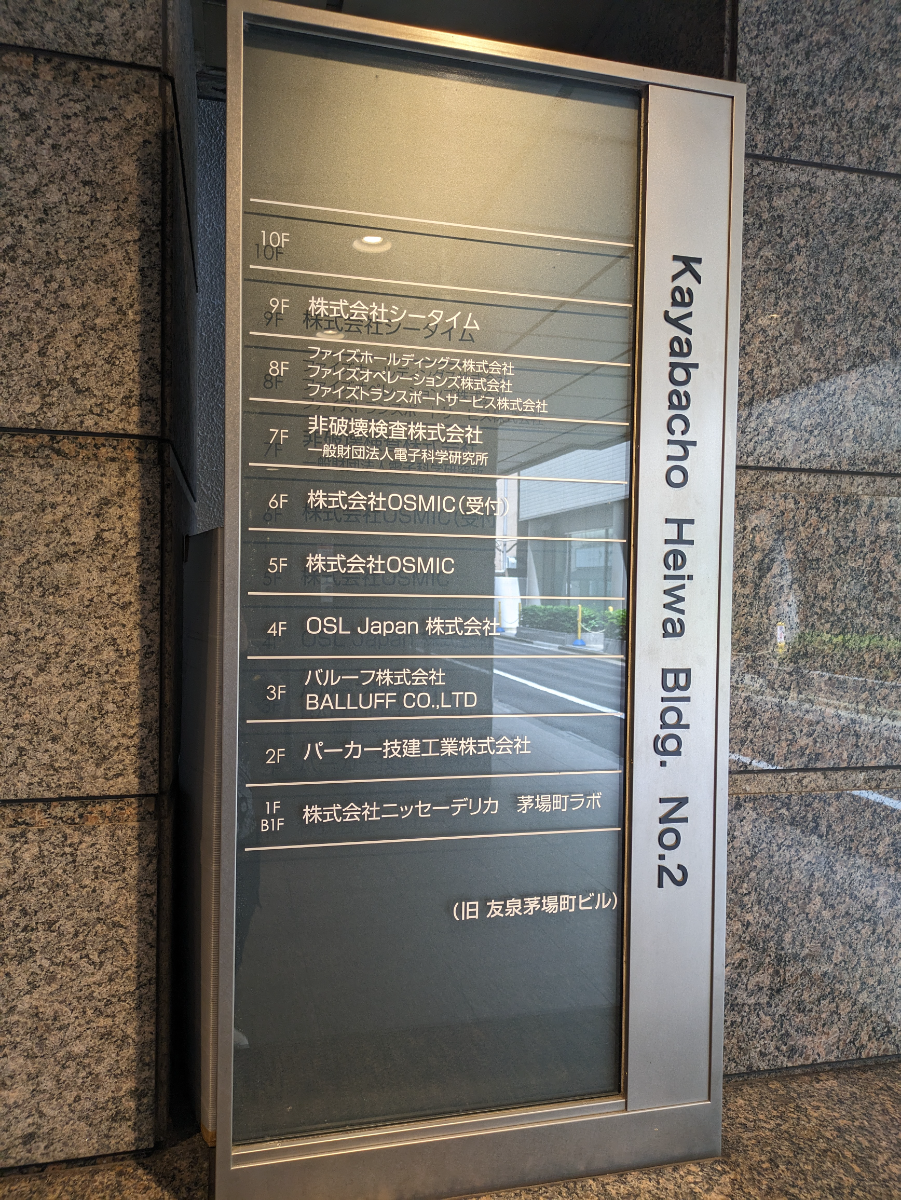 10F
9F 株式会社シータイム
8F ファイズホールディングス株式会社
ファイズオペレーションズ株式会社
ファイズトランスポートサービス株式会社
7F 非破壊検査株式会社
一般財団法人電子科学研究所
6F 株式会社OSMIC(受付)
5F 株式会社OSMIC
4F OSL Japan 株式会社
3F バルーフ株式会社
BALLUFF CO.,LTD
2F パーカー技建工業株式会社
1F
B1F 株式会社ニッセーデリカ 茅場町ラボ
(旧 友泉茅場町ビル)
Kayabacho Heiwa Bldg. No.2